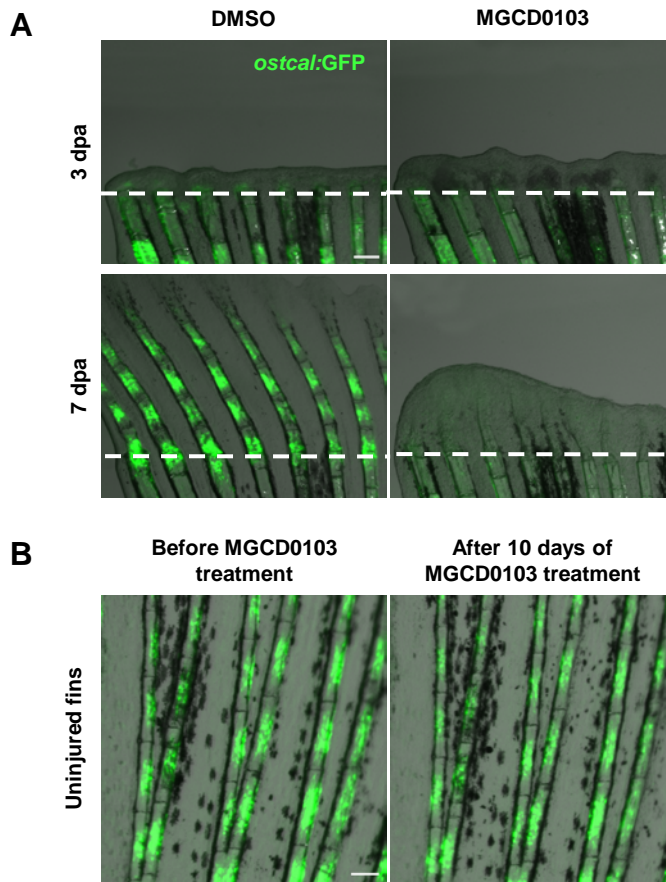 A
DMSO
MGCD0103
ostcal:GFP
3 dpa
7 dpa
B
Before MGCD0103
treatment
After 10 days of
MGCD0103 treatment
Uninjured fins